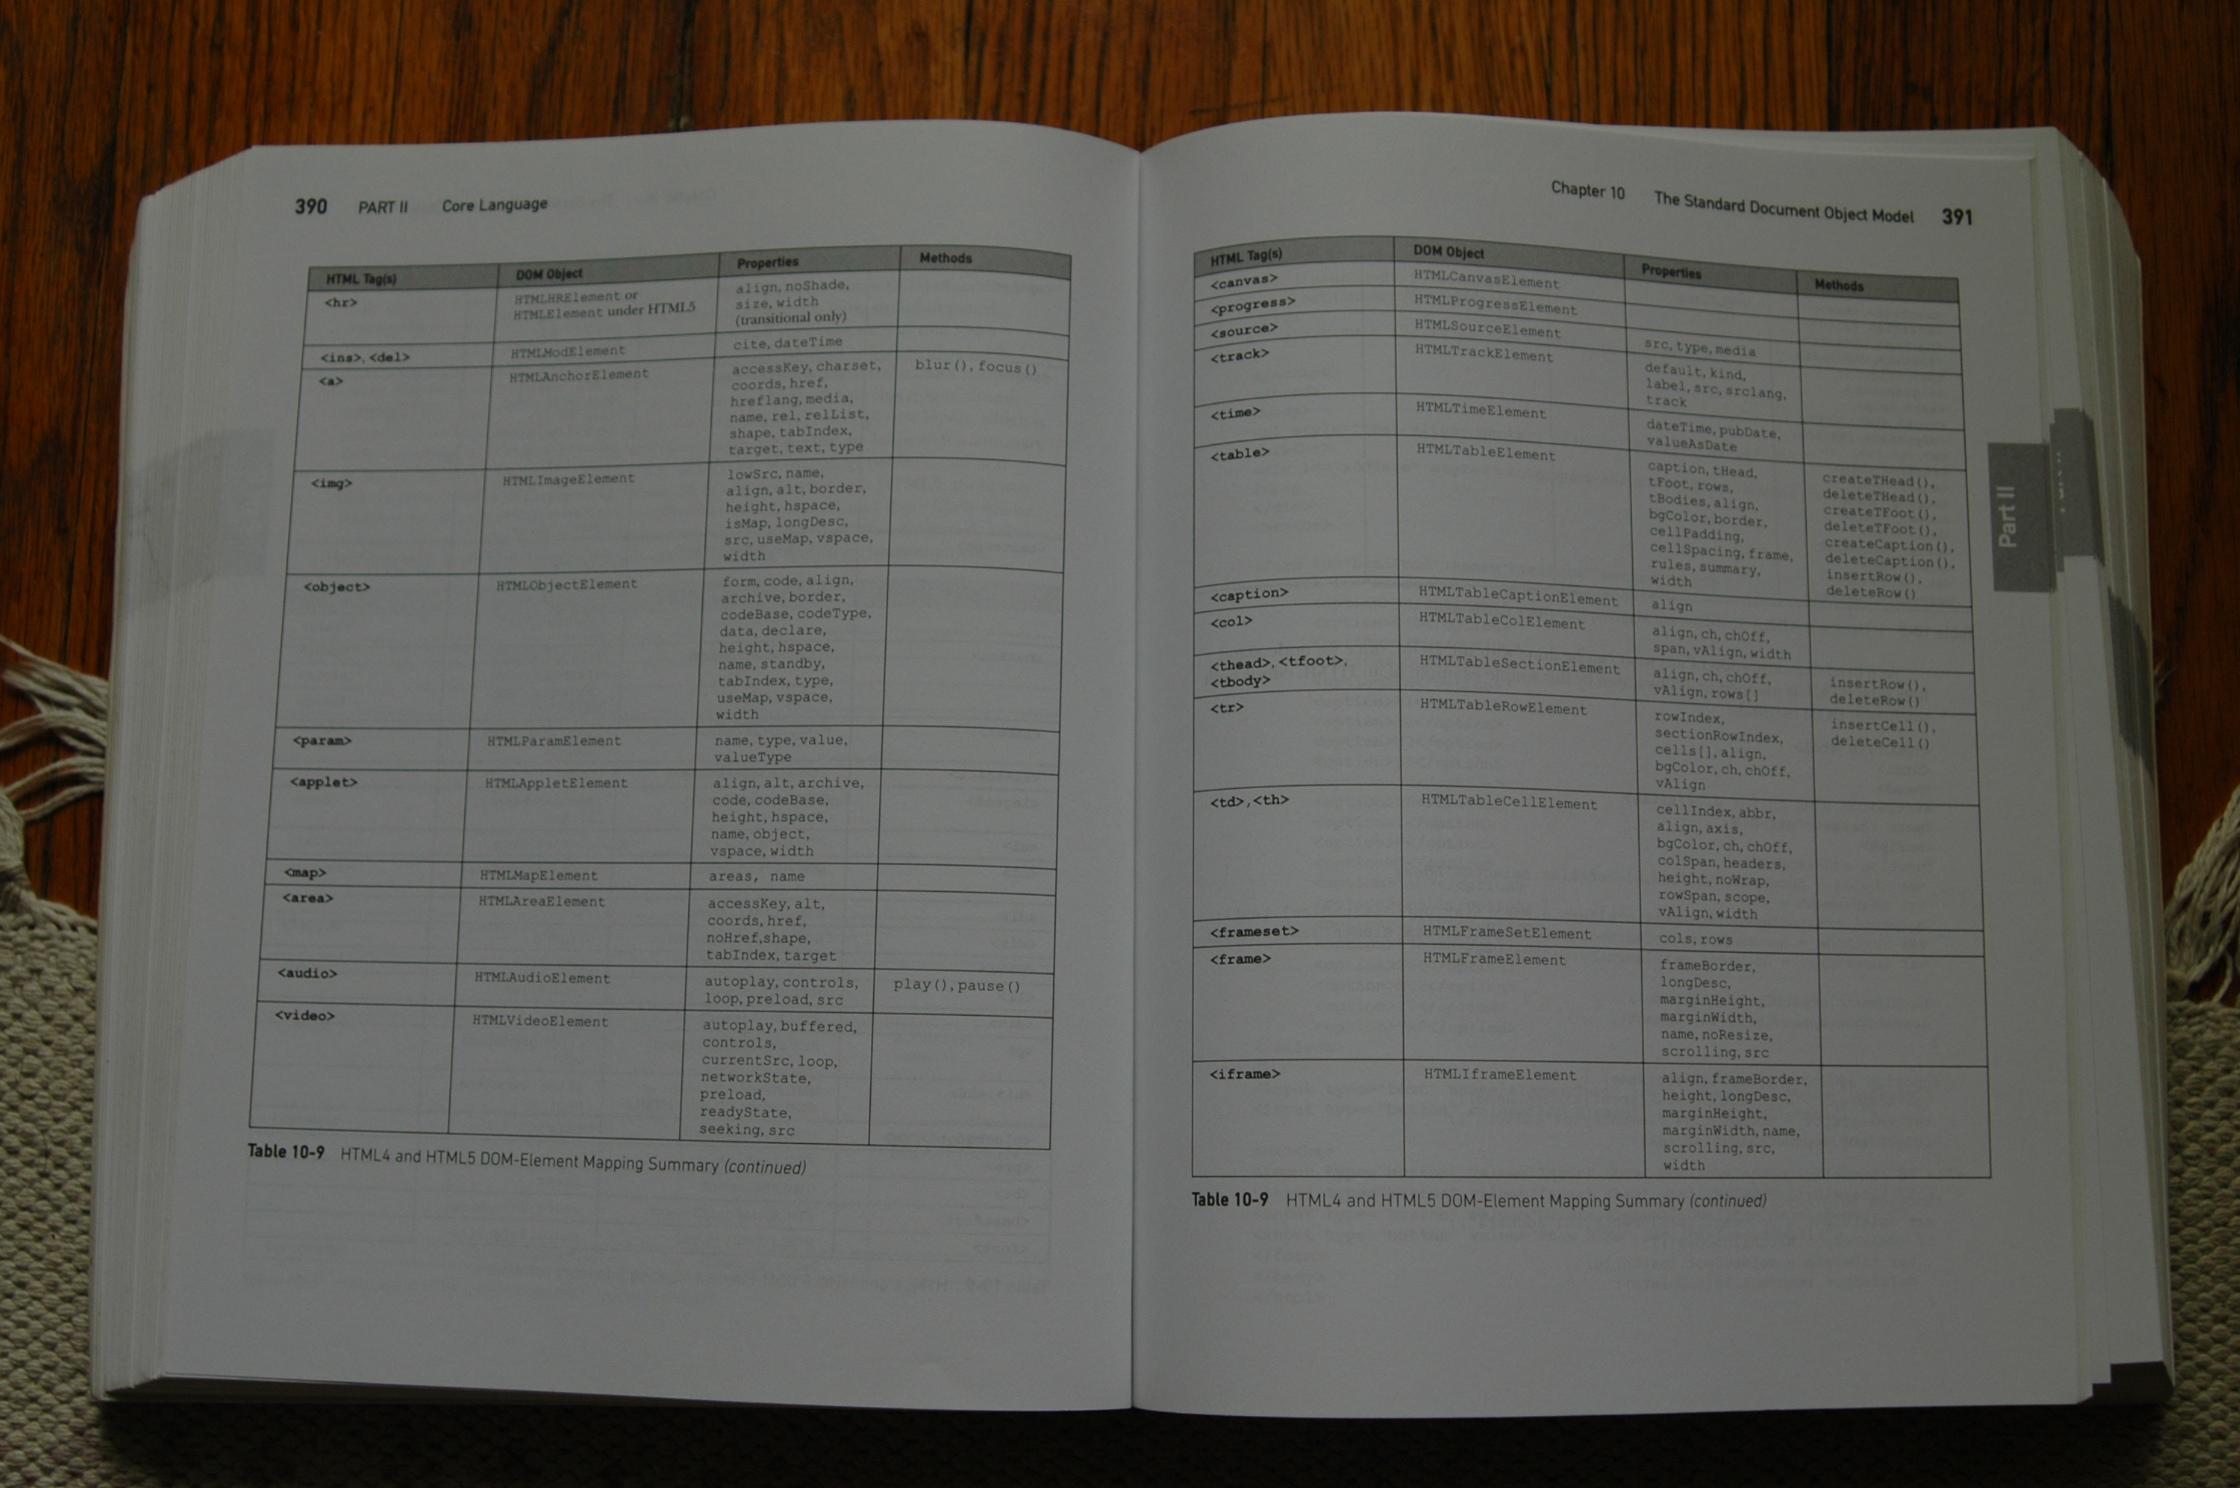 390 PART II Core Language
HTML Tag(s) DOM Object Properties Methods
<hr> HTMLHRElement or align, noShade,
HTMLElement under HTML5 size, width
(transitional only)
<ins>, <del> HTMLModElement cite, dateTime
<a> HTMLAnchorElement accessKey, charset, blur(), focus()
coords, href,
hreflang, media,
name, rel, relList,
shape, tabIndex,
target, text, type
<img> HTMLImageElement lowSrc, name,
align, alt, border,
height, hspace,
isMap, longDesc,
src, useMap, vspace,
width
<object> HTMLObjectElement form, code, align,
archive, border,
codeBase, codeType,
data, declare,
height, hspace,
name, standby,
tabIndex, type,
useMap, vspace,
width
<param> HTMLParamElement name, type, value,
valueType
<applet> HTMLAppletElement align, alt, archive,
code, codeBase,
height, hspace,
name, object,
vspace, width
<map> HTMLMapElement areas, name
<area> HTMLAreaElement accessKey, alt,
coords, href,
noHref, shape,
tabIndex, target
<audio> HTMLAudioElement autoplay, controls, play(), pause()
loop, preload, src
<video> HTMLVideoElement autoplay, buffered,
controls,
currentSrc, loop,
networkState,
preload,
readyState,
seeking, src
Table 10-9 HTML4 and HTML5 DOM-Element Mapping Summary (continued)
Chapter 10 The Standard Document Object Model 391
Part II
HTML Tag(s) DOM Object Properties Methods
<canvas> HTMLCanvasElement
<progress> HTMLProgressElement
<source> HTMLSourceElement src, type, media
<track> HTMLTrackElement default, kind,
label, src, srclang,
track
<time> HTMLTimeElement dateTime, pubDate,
valueAsDate
<table> HTMLTableElement caption, tHead, createTHead(),
tFoot, rows, deleteTHead(),
tBodies, align, createTFoot(),
bgColor, border, deleteTFoot(),
cellPadding, createCaption(),
cellSpacing, frame, deleteCaption(),
rules, summary, insertRow(),
width deleteRow()
<caption> HTMLTableCaptionElement align
<col> HTMLTableColElement align, ch, chOff,
span, vAlign, width
<thead>, <tfoot>, HTMLTableSectionElement align, ch, chOff, insertRow(),
<tbody> vAlign, rows[] deleteRow()
<tr> HTMLTableRowElement rowIndex, insertCell(),
sectionRowIndex, deleteCell()
cells[], align,
bgColor, ch, chOff,
vAlign
<td>, <th> HTMLTableCellElement cellIndex, abbr,
align, axis,
bgColor, ch, chOff,
colSpan, headers,
height, noWrap,
rowSpan, scope,
vAlign, width
<frameset> HTMLFrameSetElement cols, rows
<frame> HTMLFrameElement frameBorder,
longDesc,
marginHeight,
marginWidth,
name, noResize,
scrolling, src
<iframe> HTMLIframeElement align, frameBorder,
height, longDesc,
marginHeight,
marginWidth, name,
scrolling, src,
width
Table 10-9 HTML4 and HTML5 DOM-Element Mapping Summary (continued)